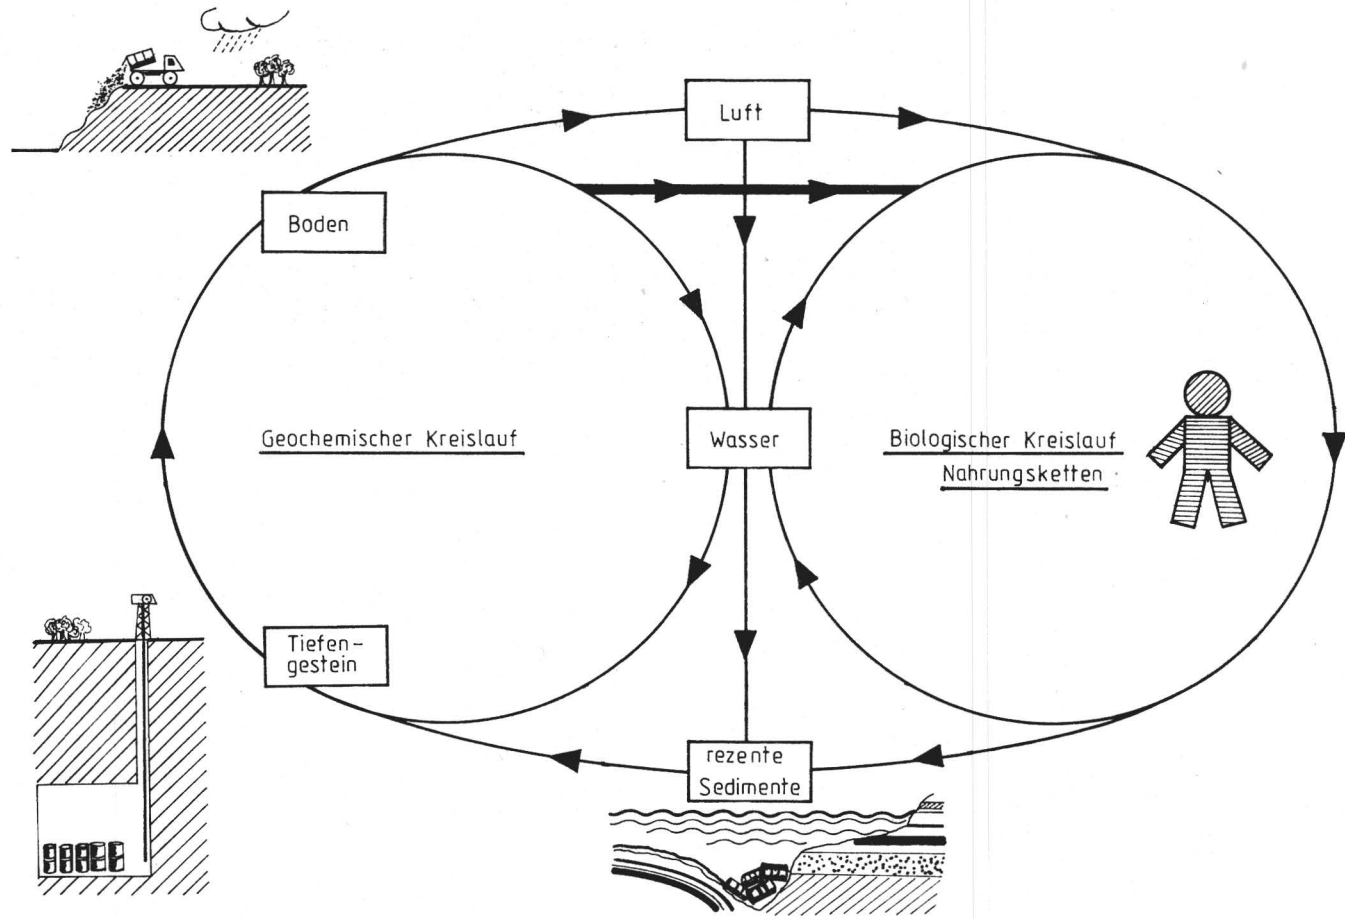 Luft
Boden
Geochemischer Kreislauf
Wasser
Biologischer Kreislauf
Nahrungsketten
Tiefen-
gestein
rezente
Sedimente